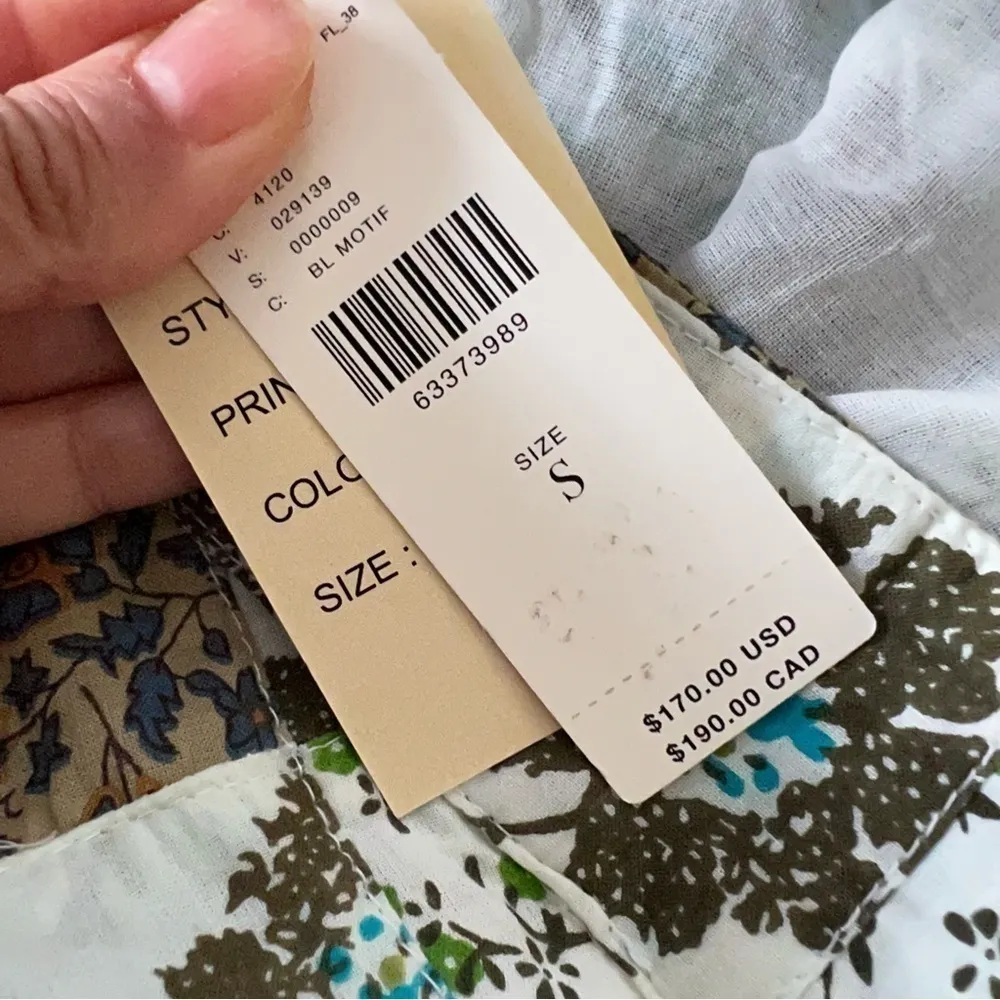 FL_38
4120
V: 029139
S: 0000009
C: BL MOTIF
63373989
SIZE
S
$170.00 USD
$190.00 CAD
STY
PRIN
COLO
SIZE :